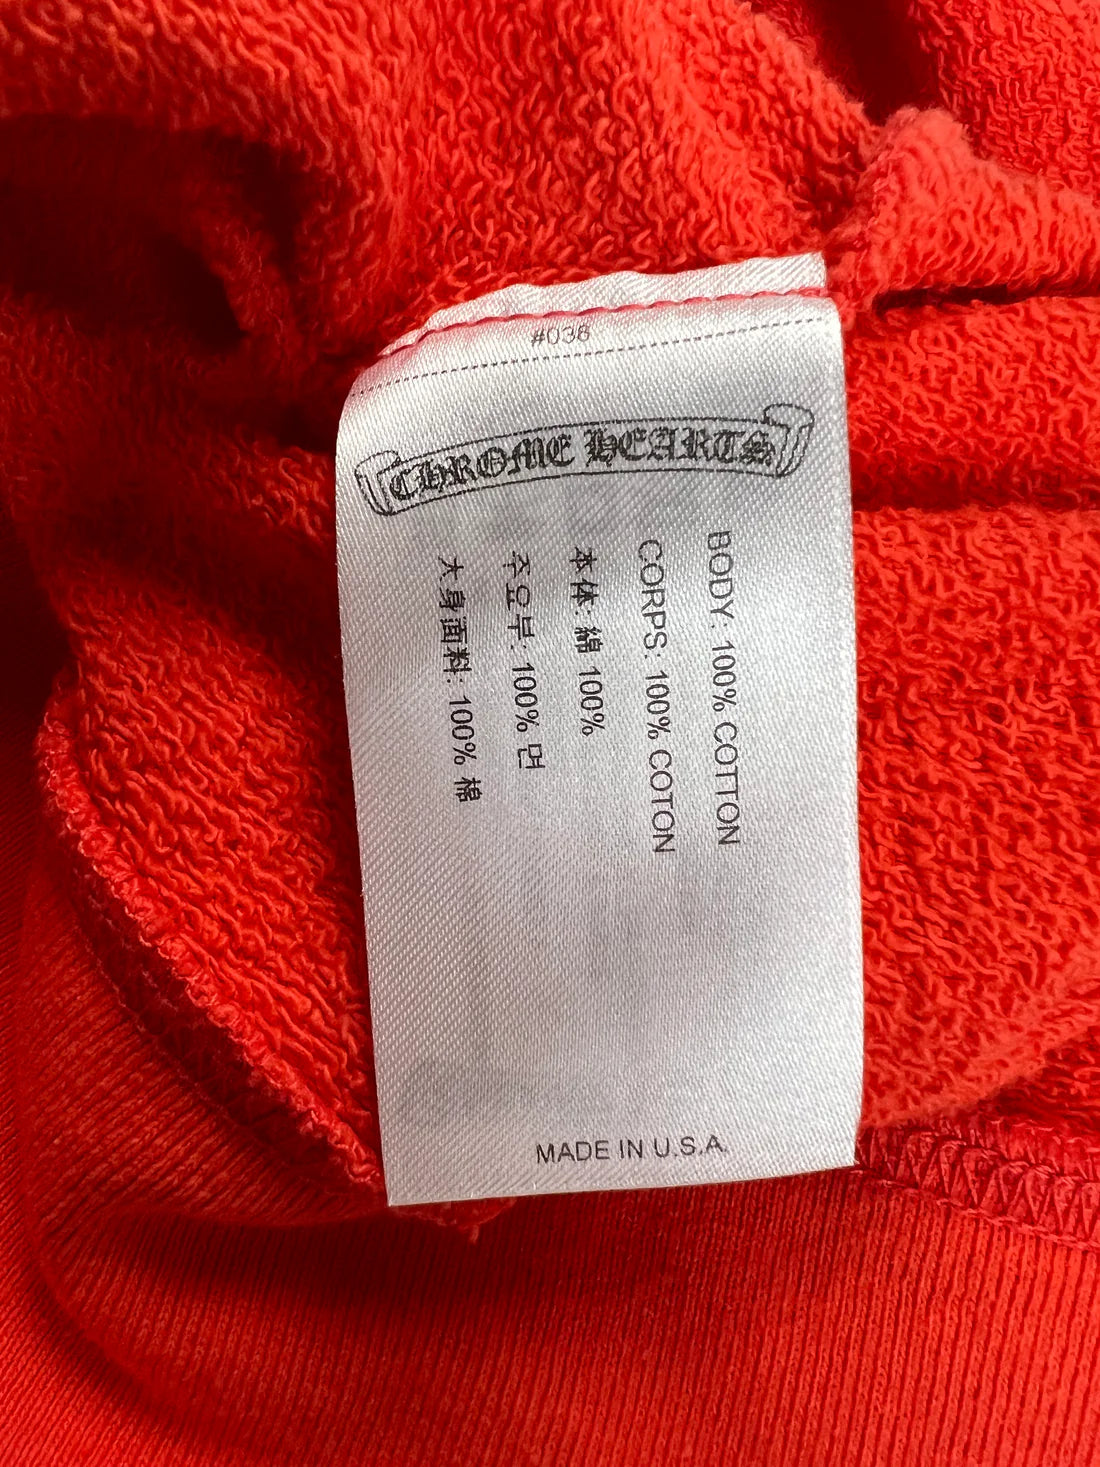 #038
CHROME HEARTS
BODY: 100% COTTON
CORPS: 100% COTON
本体: 綿 100%
주요부: 100% 면
大身面料: 100% 棉
MADE IN U.S.A.